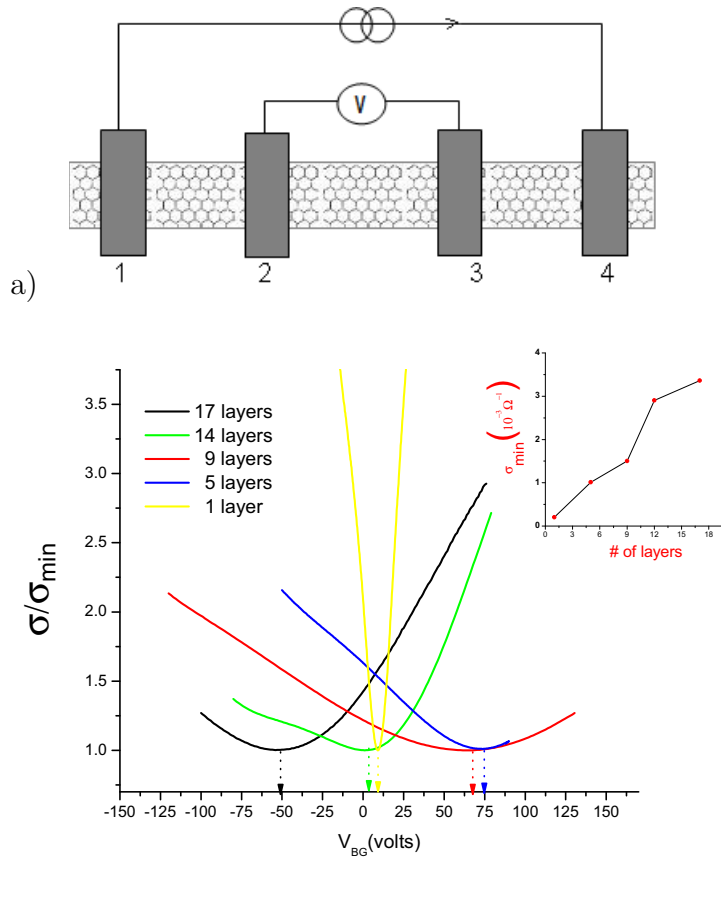 V
1 2 3 4
a)
17 layers
14 layers
9 layers
5 layers
1 layer
σ/σmin
3.5
3.0
2.5
2.0
1.5
1.0
-150 -125 -100 -75 -50 -25 0 25 50 75 100 125 150
VBG(volts)
σmin (10⁻³ Ω⁻¹)
4
3
2
1
0
0 3 6 9 12 15 18
# of layers